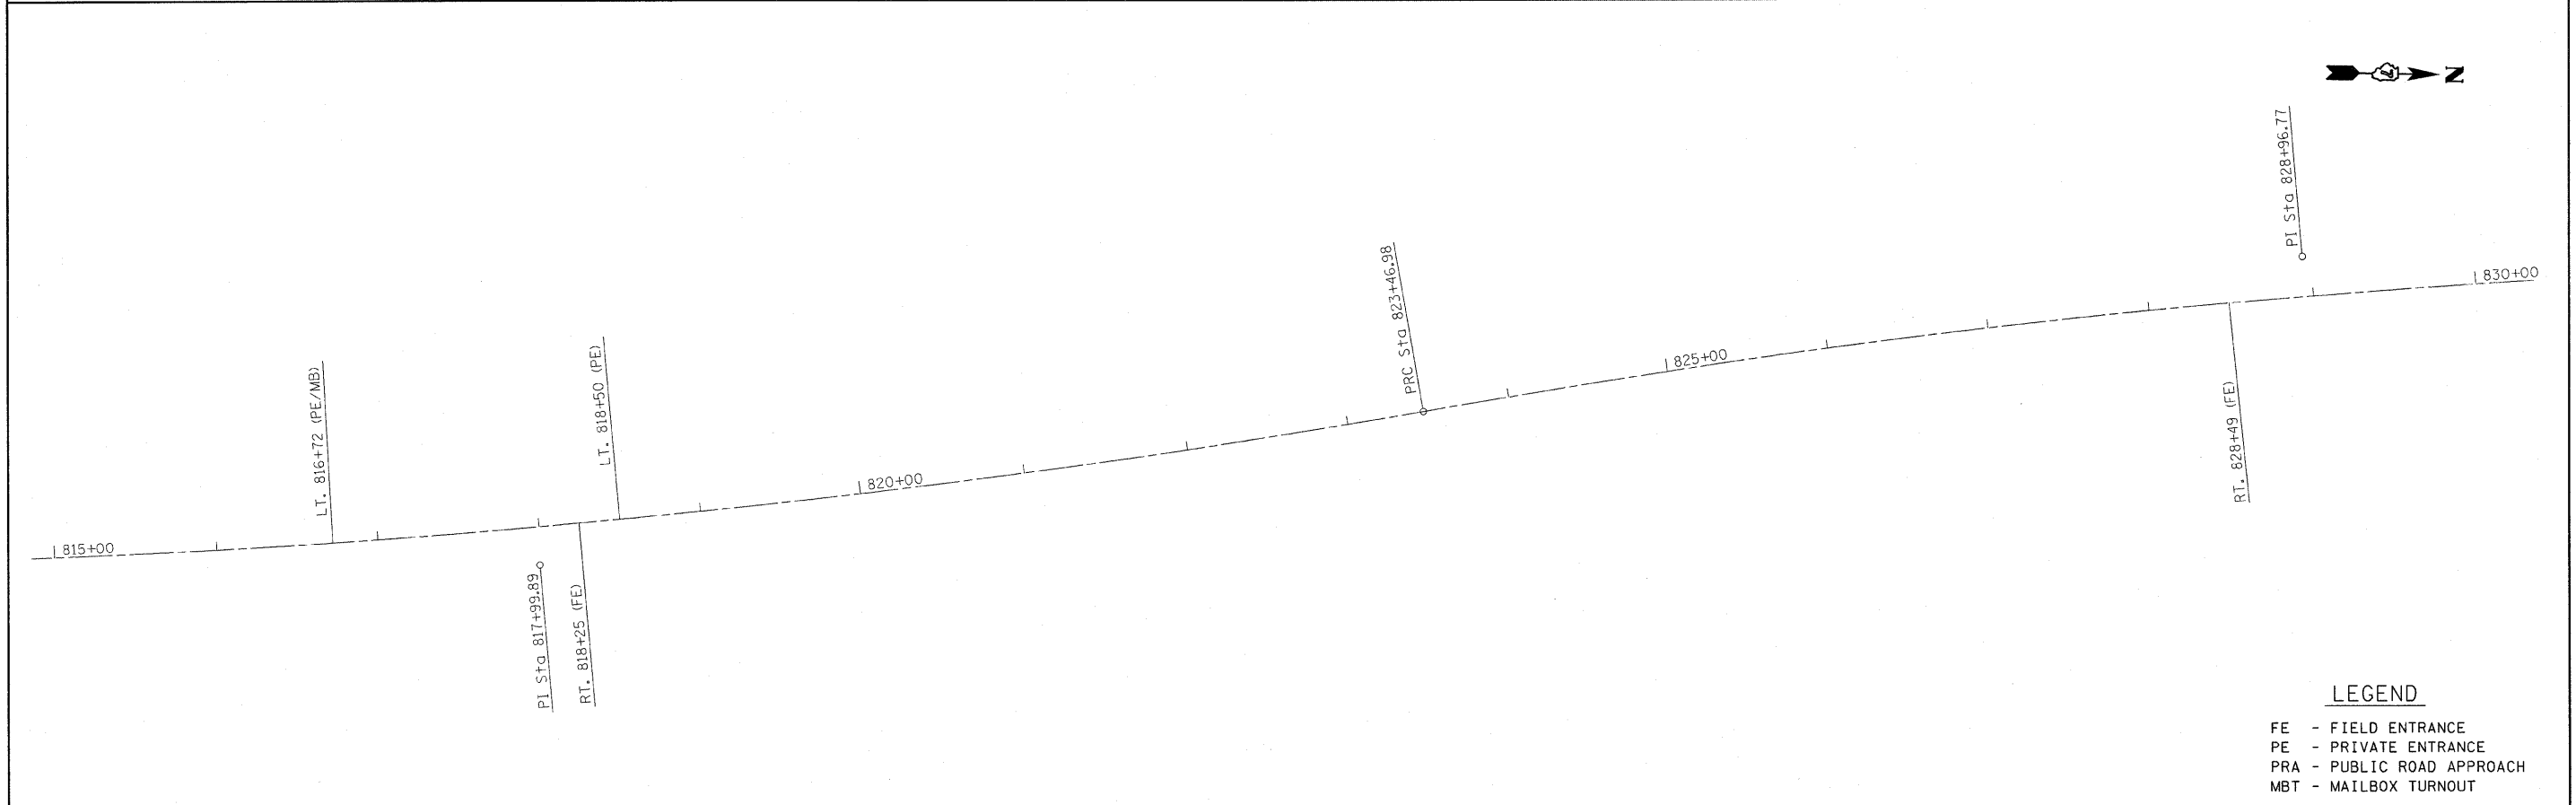 N
PI Sta 828+96.77
830+00
PRC Sta 823+46.98
825+00
LT. 818+50 (PE)
LT. 816+72 (PE/MB)
RT. 828+49 (FE)
820+00
815+00
PI Sta 817+99.89
RT. 818+25 (FE)
LEGEND
FE - FIELD ENTRANCE
PE - PRIVATE ENTRANCE
PRA - PUBLIC ROAD APPROACH
MBT - MAILBOX TURNOUT